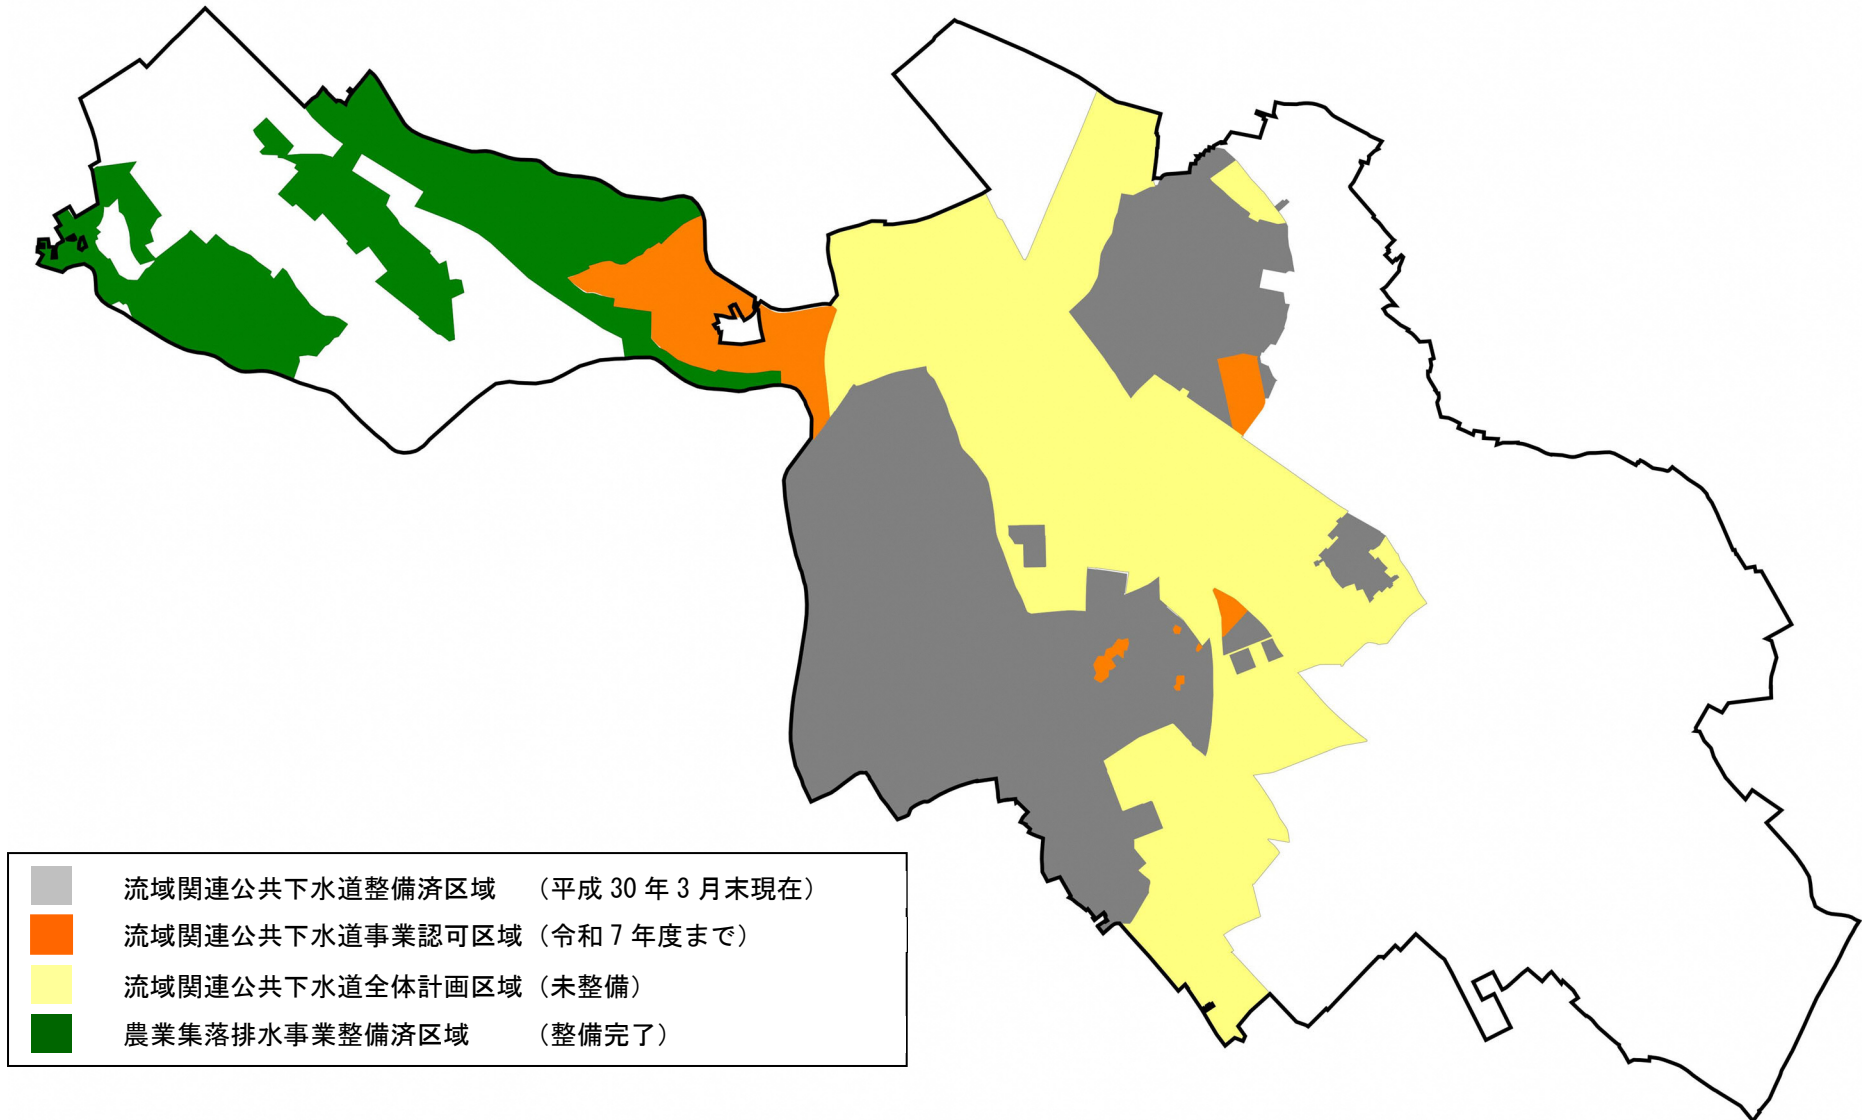 流域関連公共下水道整備済区域　（平成 30 年 3 月末現在）
流域関連公共下水道事業認可区域（令和 7 年度まで）
流域関連公共下水道全体計画区域（未整備）
農業集落排水事業整備済区域　　（整備完了）